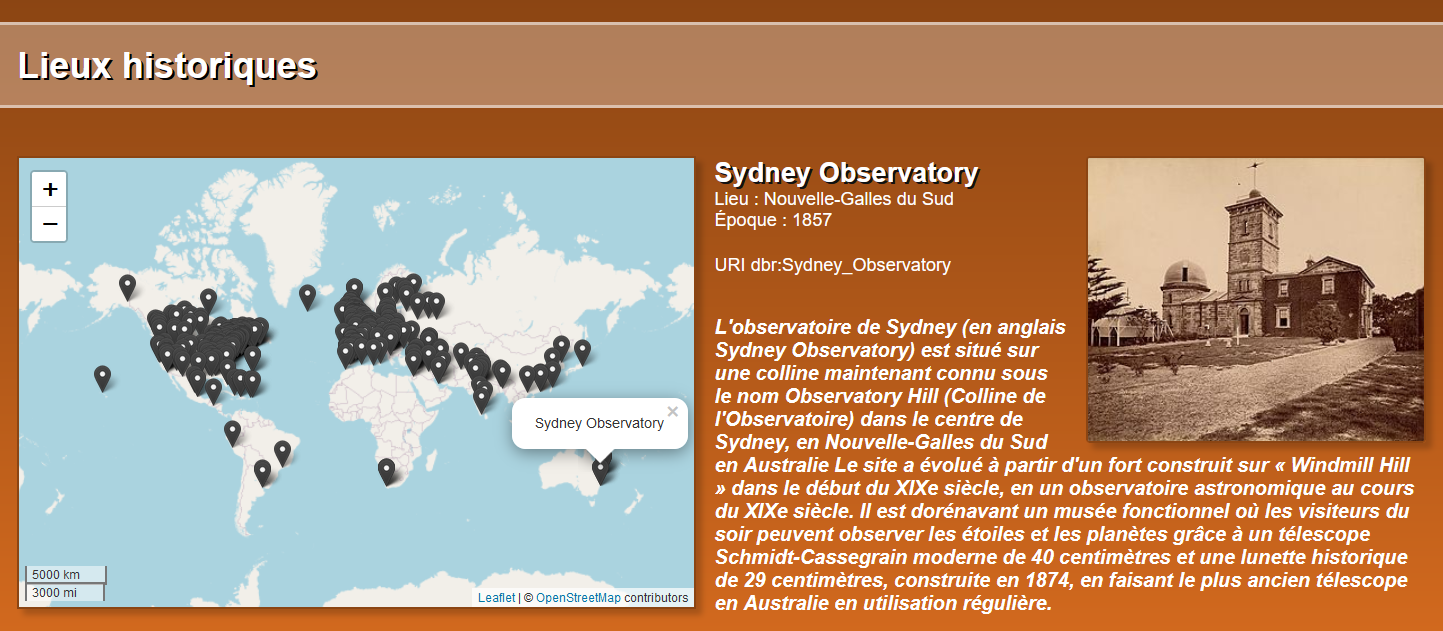 Lieux historiques
+
−
Sydney Observatory
×
5000 km
3000 mi
Leaflet | © OpenStreetMap contributors
Sydney Observatory
Lieu : Nouvelle-Galles du Sud
Époque : 1857
URI dbr:Sydney_Observatory
L'observatoire de Sydney (en anglais
Sydney Observatory) est situé sur
une colline maintenant connu sous
le nom Observatory Hill (Colline de
l'Observatoire) dans le centre de
Sydney, en Nouvelle-Galles du Sud
en Australie Le site a évolué à partir d'un fort construit sur « Windmill Hill
» dans le début du XIXe siècle, en un observatoire astronomique au cours
du XIXe siècle. Il est dorénavant un musée fonctionnel où les visiteurs du
soir peuvent observer les étoiles et les planètes grâce à un télescope
Schmidt-Cassegrain moderne de 40 centimètres et une lunette historique
de 29 centimètres, construite en 1874, en faisant le plus ancien télescope
en Australie en utilisation régulière.